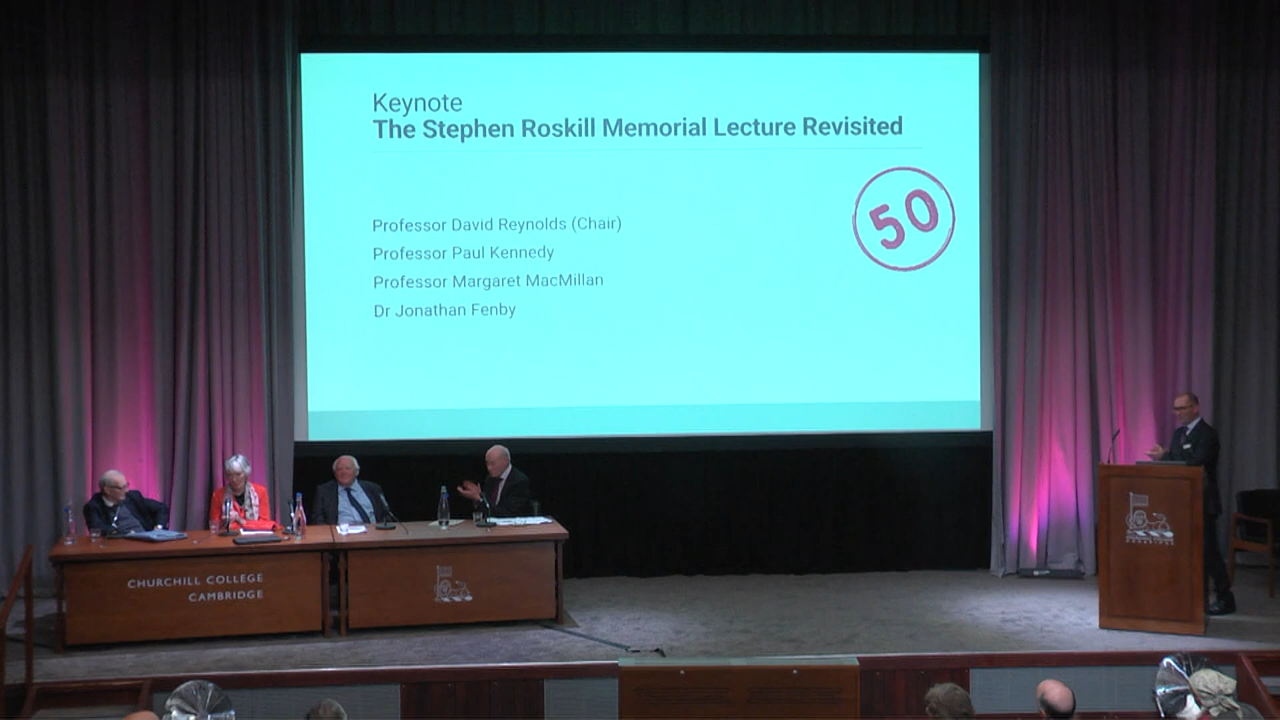 Keynote
The Stephen Roskill Memorial Lecture Revisited
50
Professor David Reynolds (Chair)
Professor Paul Kennedy
Professor Margaret MacMillan
Dr Jonathan Fenby
CHURCHILL COLLEGE
CAMBRIDGE